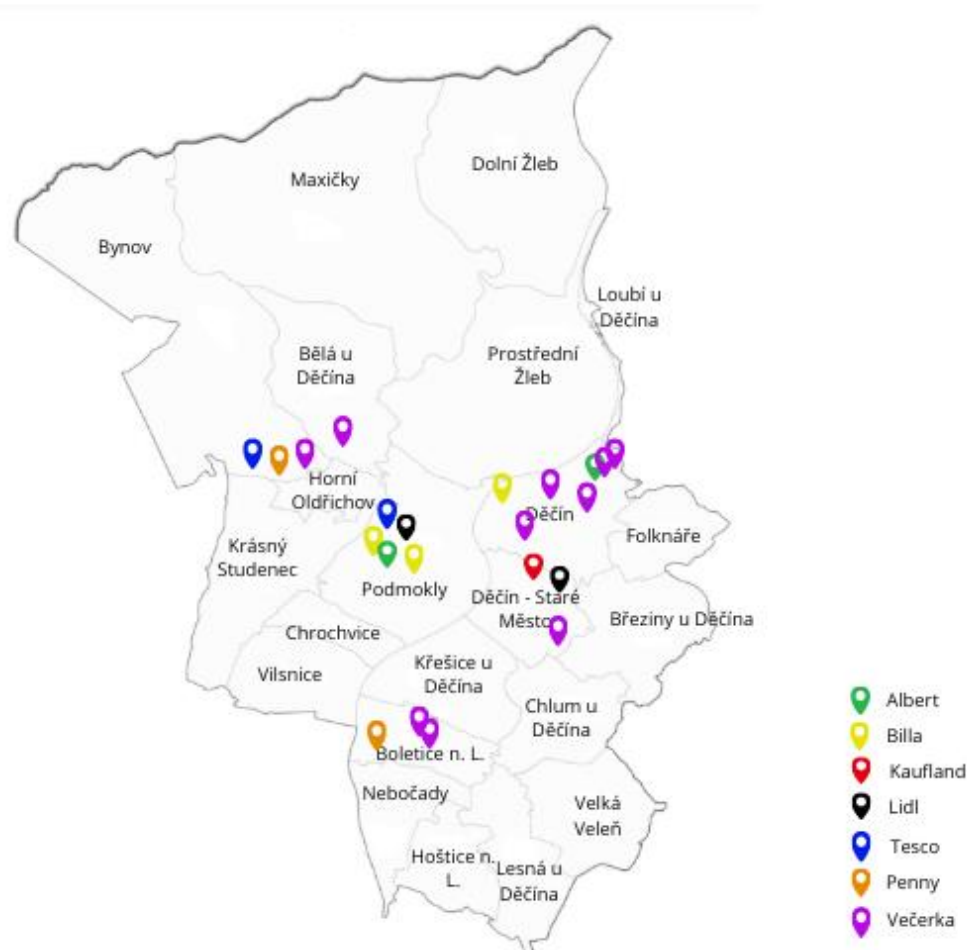 Dolní Žleb
Maxičky
Bynov
Loubí u
Děčína
Bělá u
Děčína
Prostřední
Žleb
Horní
Oldřichov
Děčín
Folknáře
Krásný
Studenec
Podmokly
Děčín - Staré
Město
Březiny u Děčína
Chrochvice
Vilsnice
Křešice u
Děčína
Chlum u
Děčína
Boletice n. L.
Nebočady
Velká
Veleň
Hoštice n.
L.
Lesná u
Děčína
Albert
Billa
Kaufland
Lidl
Tesco
Penny
Večerka